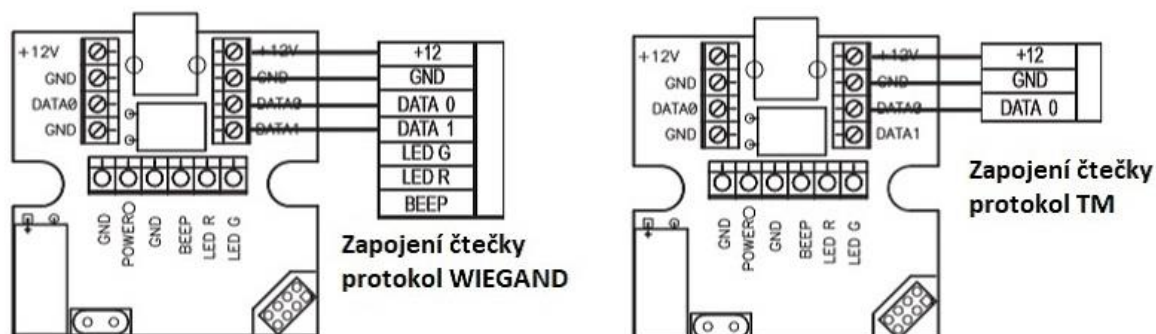 +12V
GND
DATA0
GND
+12V
GND
DATA0
DATA1
+12
GND
DATA 0
DATA 1
LED G
LED R
BEEP
GND
POWERO
GND
BEEP
LED R
LED G
Zapojení čtečky
protokol WIEGAND
+12V
GND
DATA0
GND
+12V
GND
DATA0
DATA1
+12
GND
DATA 0
GND
POWERO
GND
BEEP
LED R
LED G
Zapojení čtečky
protokol TM